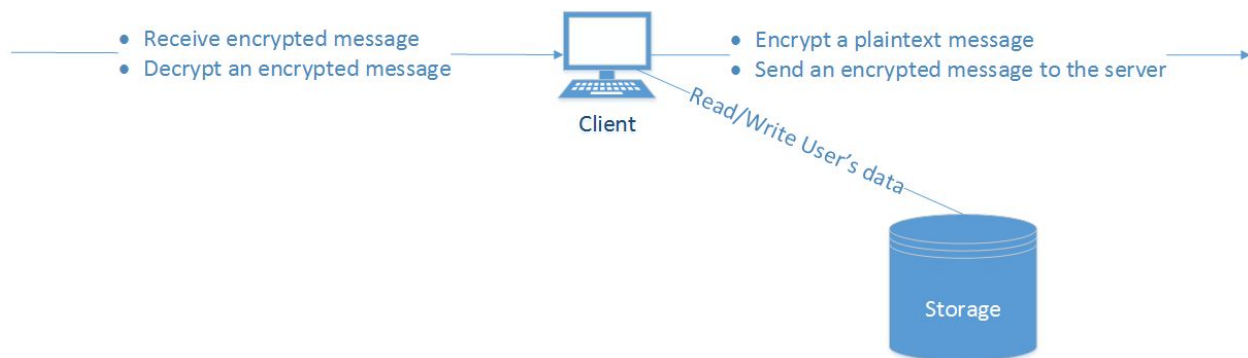 • Receive encrypted message
• Decrypt an encrypted message
• Encrypt a plaintext message
• Send an encrypted message to the server
Client
Read/Write User’s data
Storage